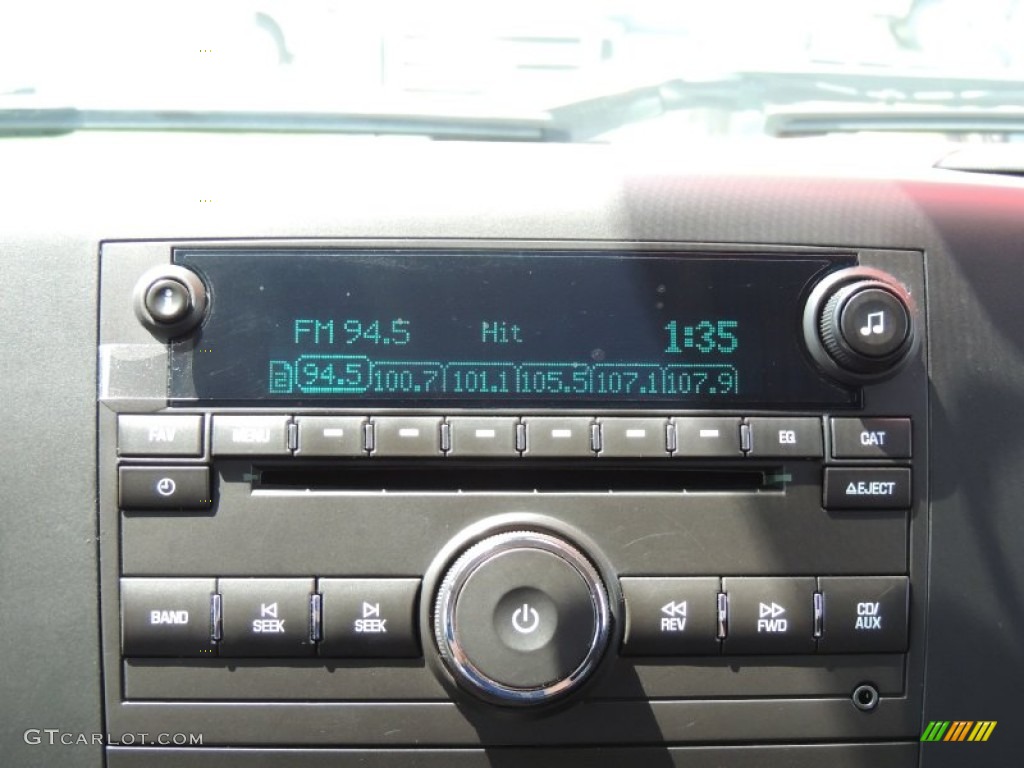 FM 94.5 Hit 1:35
2 94.5 100.7 101.1 105.5 107.1 107.9
FAV MENU EQ CAT
EJECT
BAND SEEK SEEK REV FWD CD/
AUX
GTCARLOT.COM